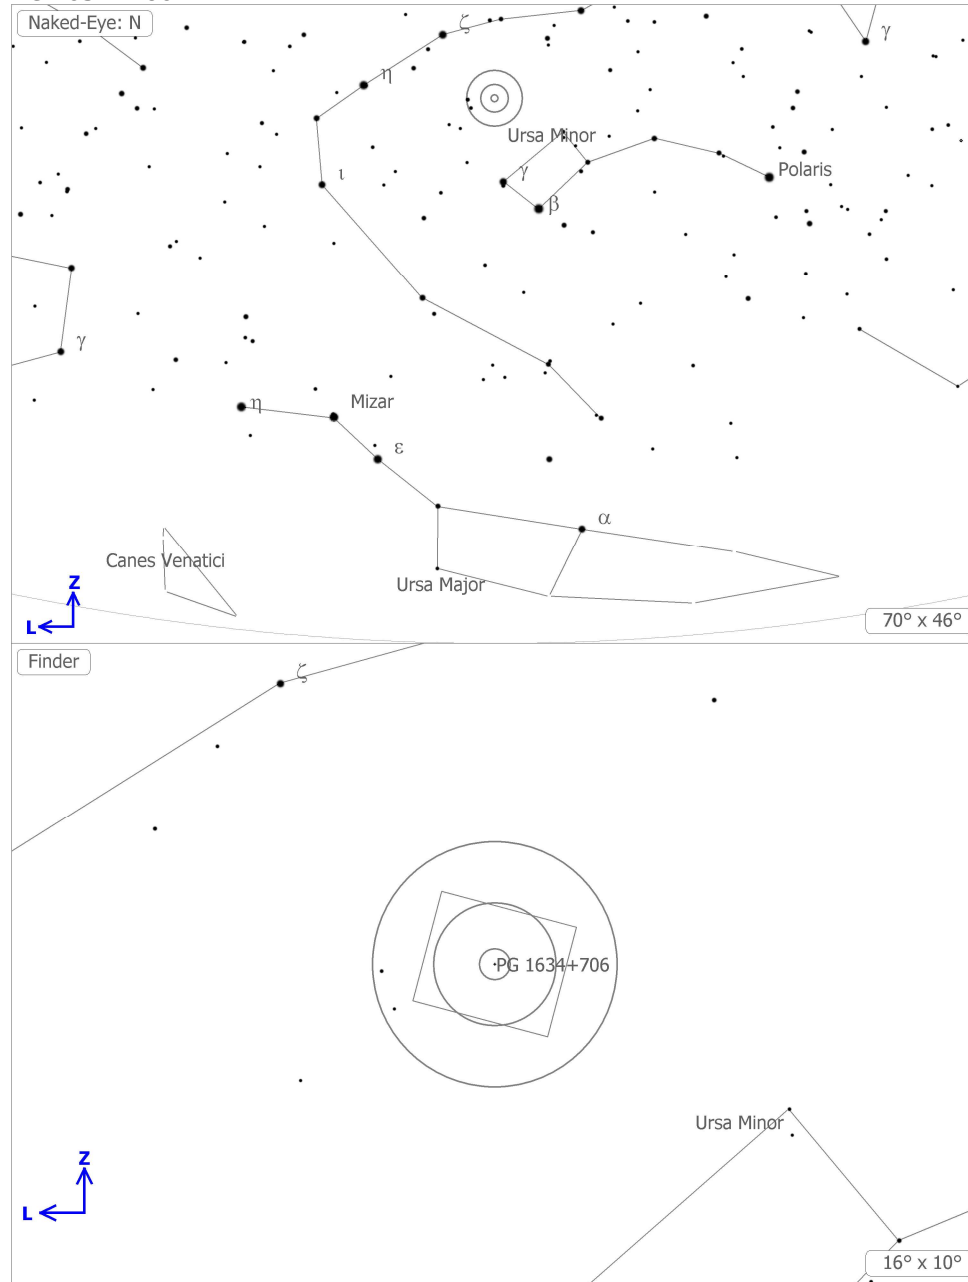 Naked-Eye: N
ζ
γ
η
Ursa Minor
ι
γ
Polaris
β
γ
η
Mizar
ε
α
Canes Venatici
Ursa Major
Z
L
70° x 46°
Finder
ζ
PG 1634+706
Ursa Minor
Z
L
16° x 10°